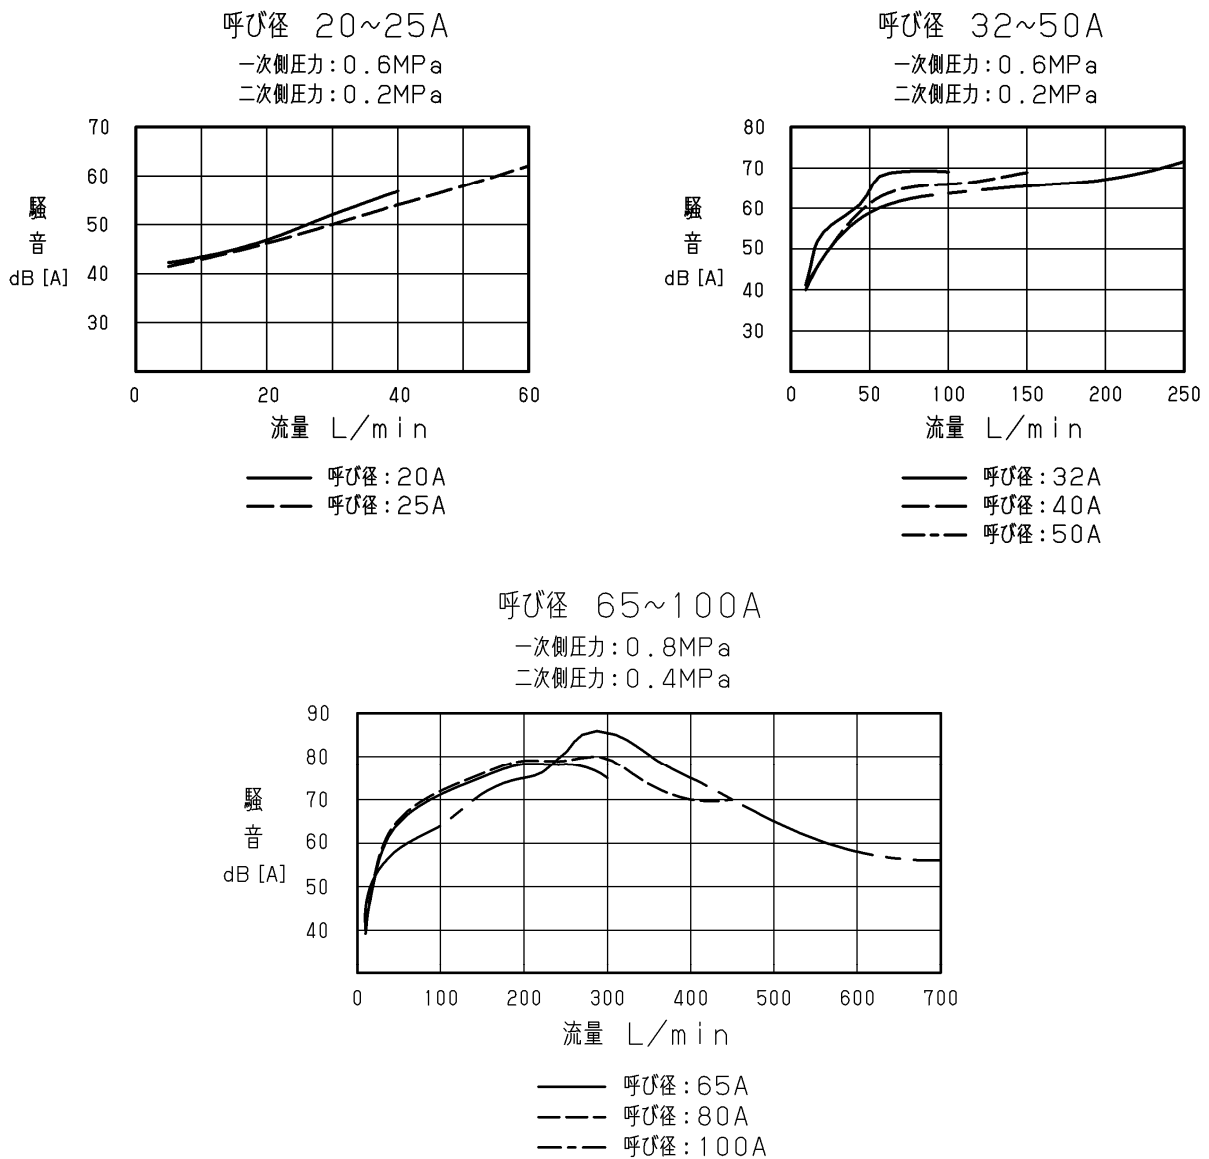 呼び径 20~25A
一次側圧力:0.6MPa
二次側圧力:0.2MPa
70
60
50
40
30
騒
音
dB [A]
0 20 40 60
流量 L/min
呼び径:20A
呼び径:25A
呼び径 32~50A
一次側圧力:0.6MPa
二次側圧力:0.2MPa
80
70
60
50
40
30
騒
音
dB [A]
0 50 100 150 200 250
流量 L/min
呼び径:32A
呼び径:40A
呼び径:50A
呼び径 65~100A
一次側圧力:0.8MPa
二次側圧力:0.4MPa
90
80
70
60
50
40
騒
音
dB [A]
0 100 200 300 400 500 600 700
流量 L/min
呼び径:65A
呼び径:80A
呼び径:100A